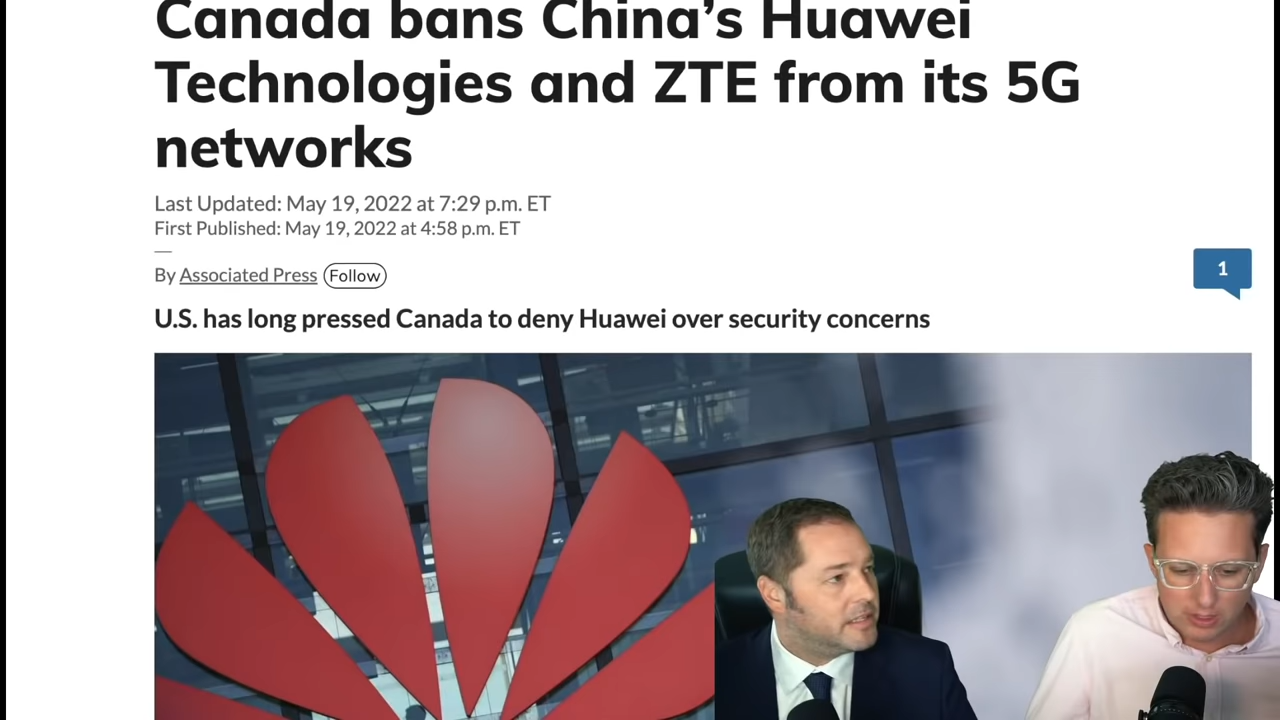 Canada bans China’s Huawei
Technologies and ZTE from its 5G
networks
Last Updated: May 19, 2022 at 7:29 p.m. ET
First Published: May 19, 2022 at 4:58 p.m. ET
By Associated Press Follow
1
U.S. has long pressed Canada to deny Huawei over security concerns